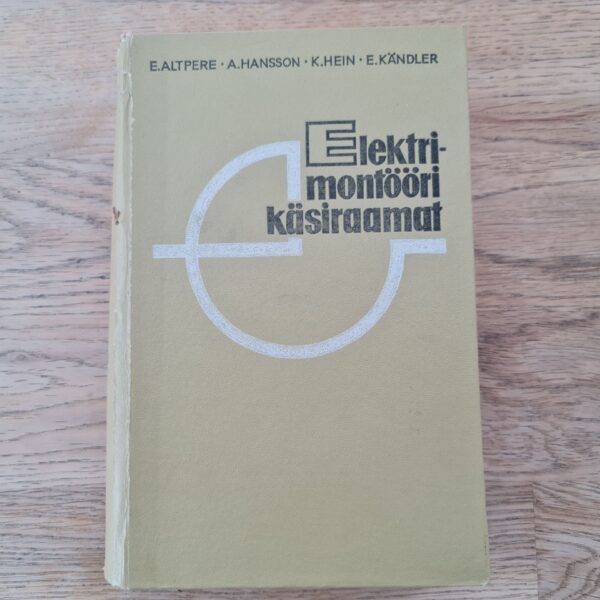 E.ALTPERE · A.HANSSON · K.HEIN · E.KÄNDLER
Elektri-
montööri
käsiraamat